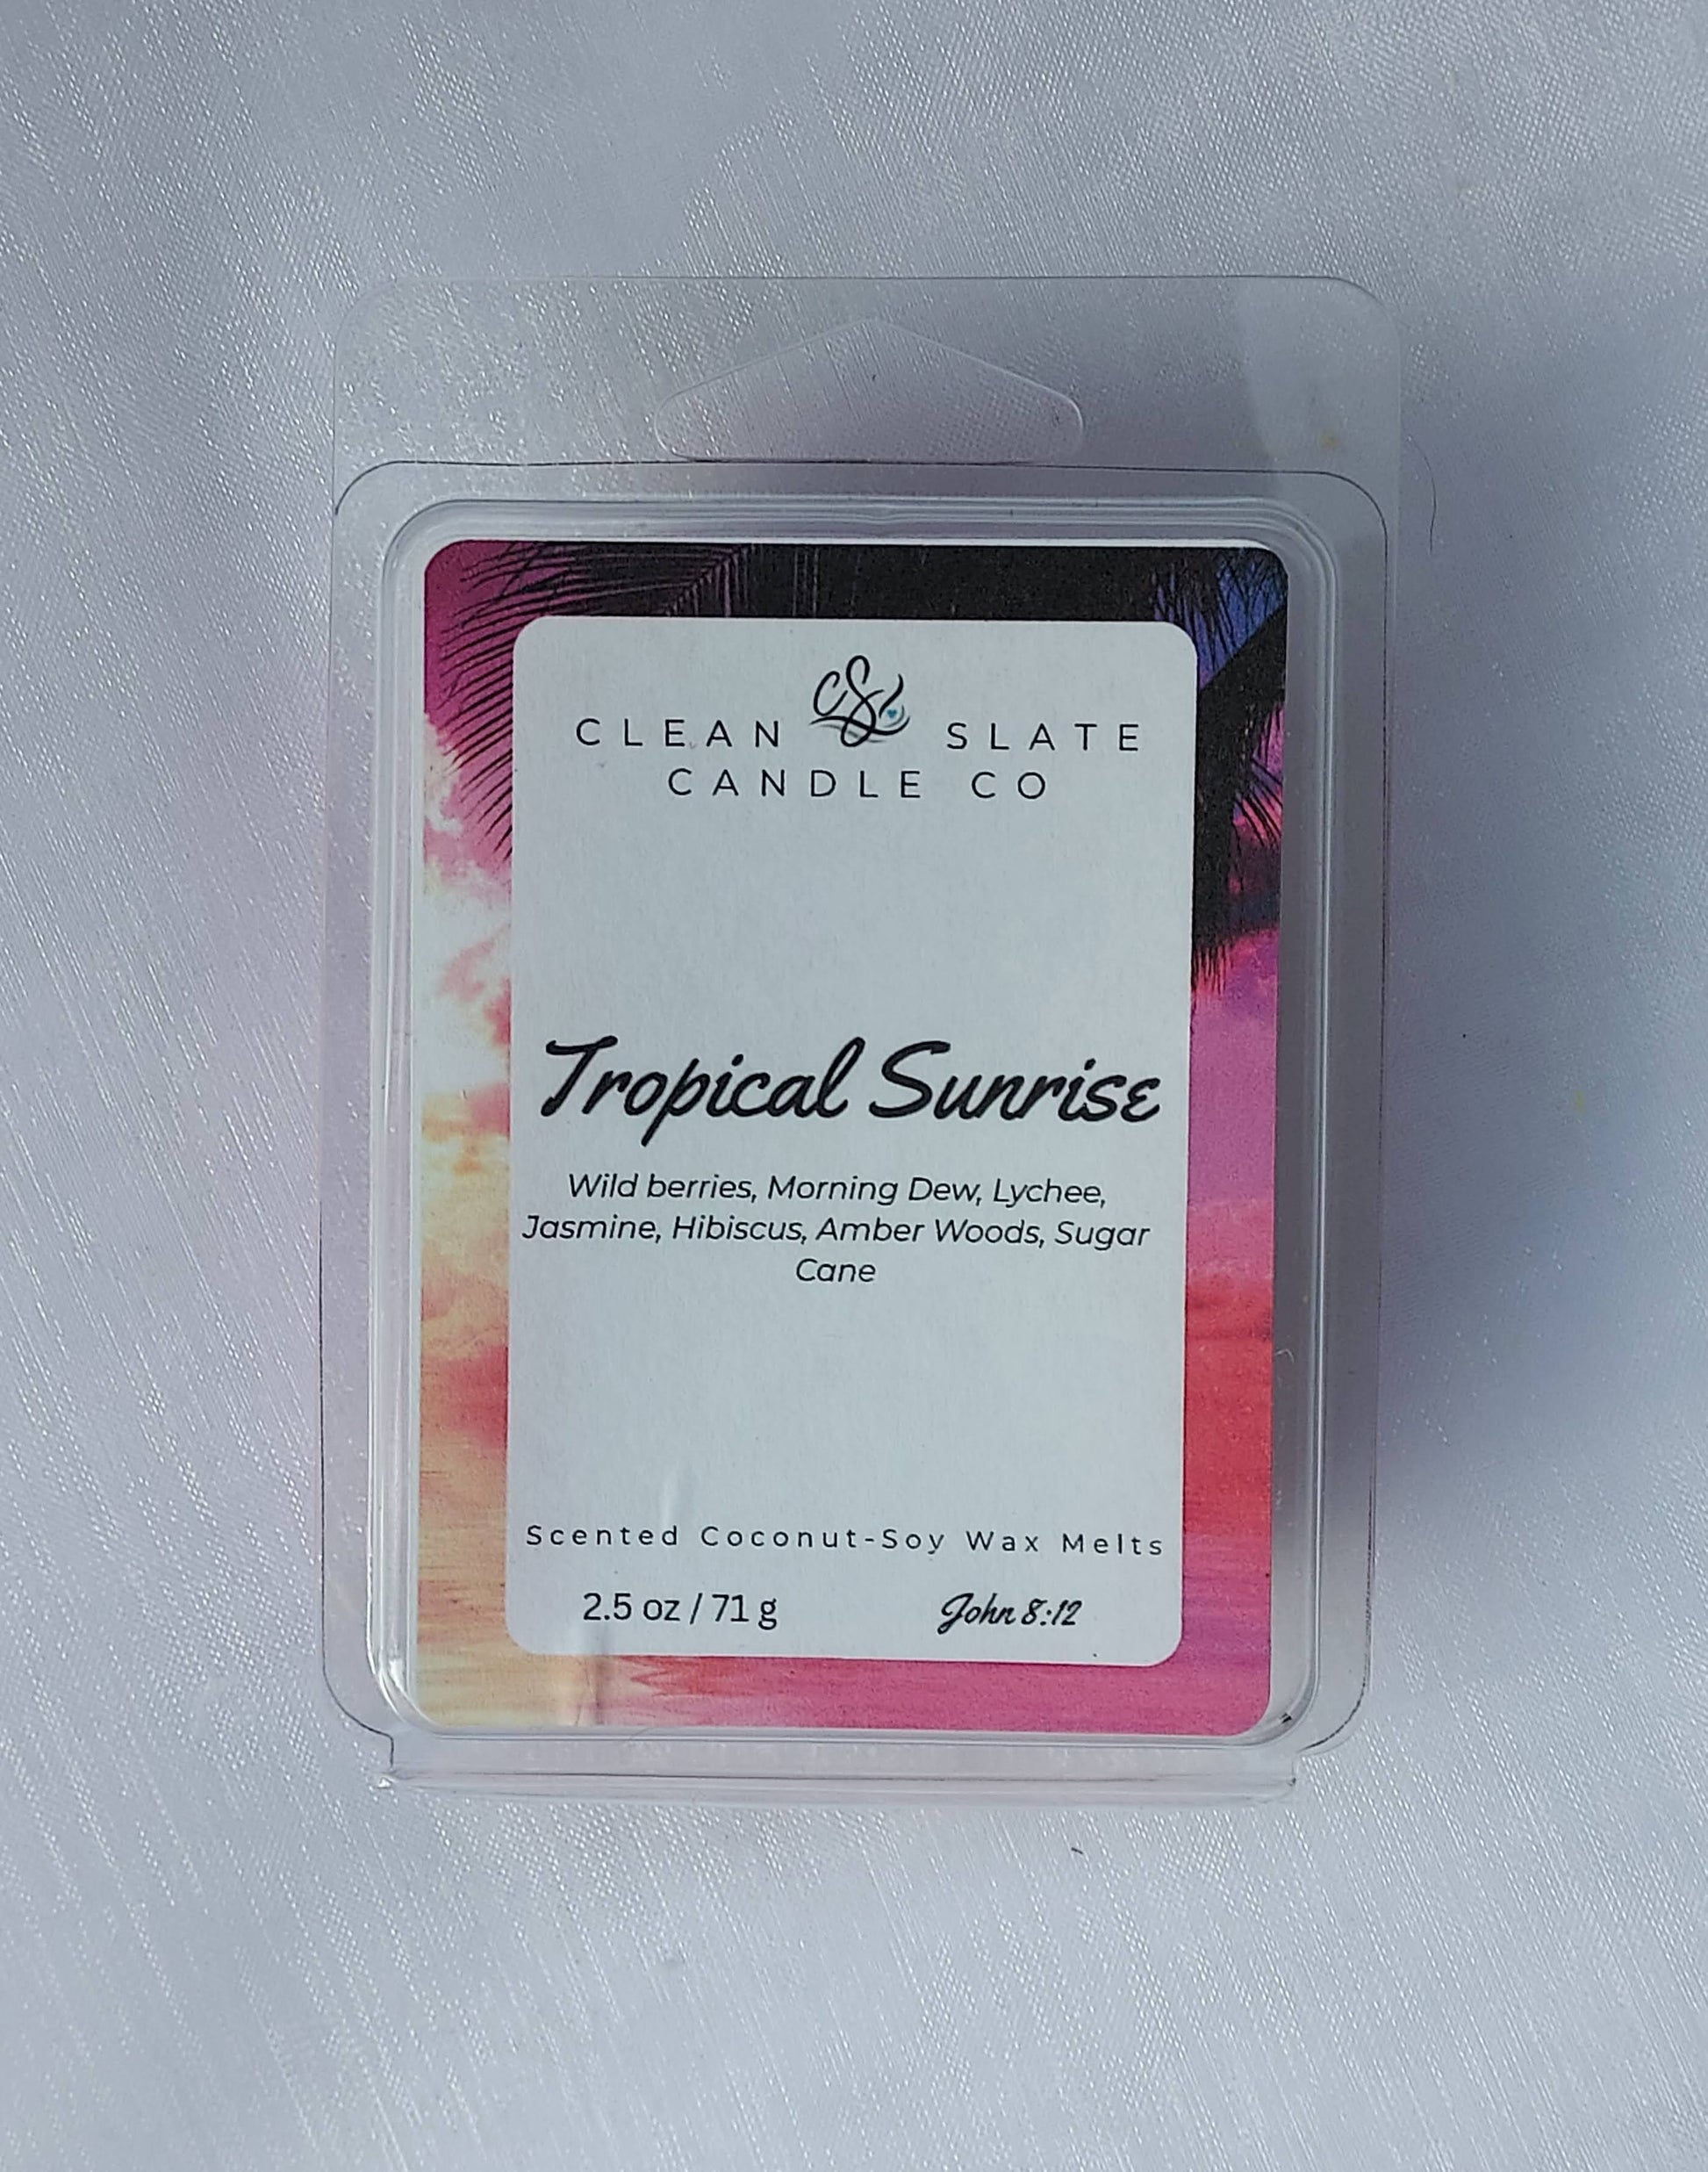 CLEAN CS SLATE
CANDLE CO
Tropical Sunrise
Wild berries, Morning Dew, Lychee,
Jasmine, Hibiscus, Amber Woods, Sugar
Cane
Scented Coconut-Soy Wax Melts
2.5 oz / 71 g John 8:12